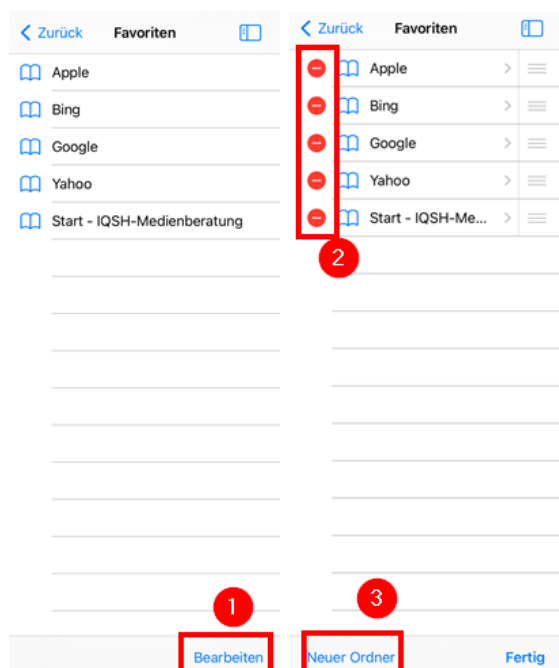 Zurück Favoriten
Apple
Bing
Google
Yahoo
Start - IQSH-Medienberatung
1
Bearbeiten
Zurück Favoriten
Apple
Bing
Google
Yahoo
Start - IQSH-Me...
2
3
Neuer Ordner Fertig